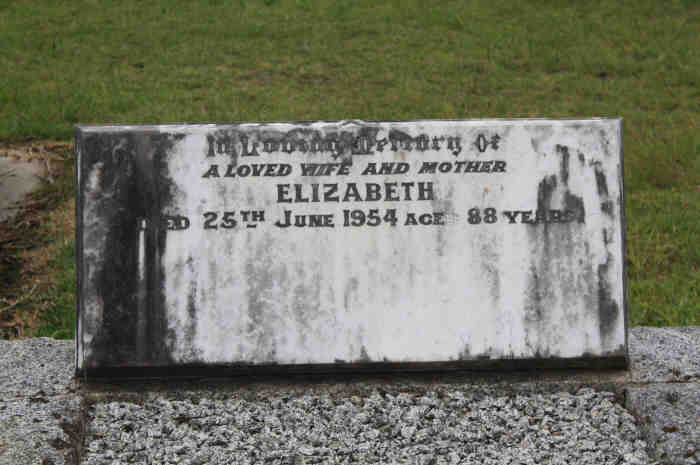 In Loving Memory Of
A LOVED WIFE AND MOTHER
ELIZABETH
ED 25TH JUNE 1954 AGE 88 YEARS